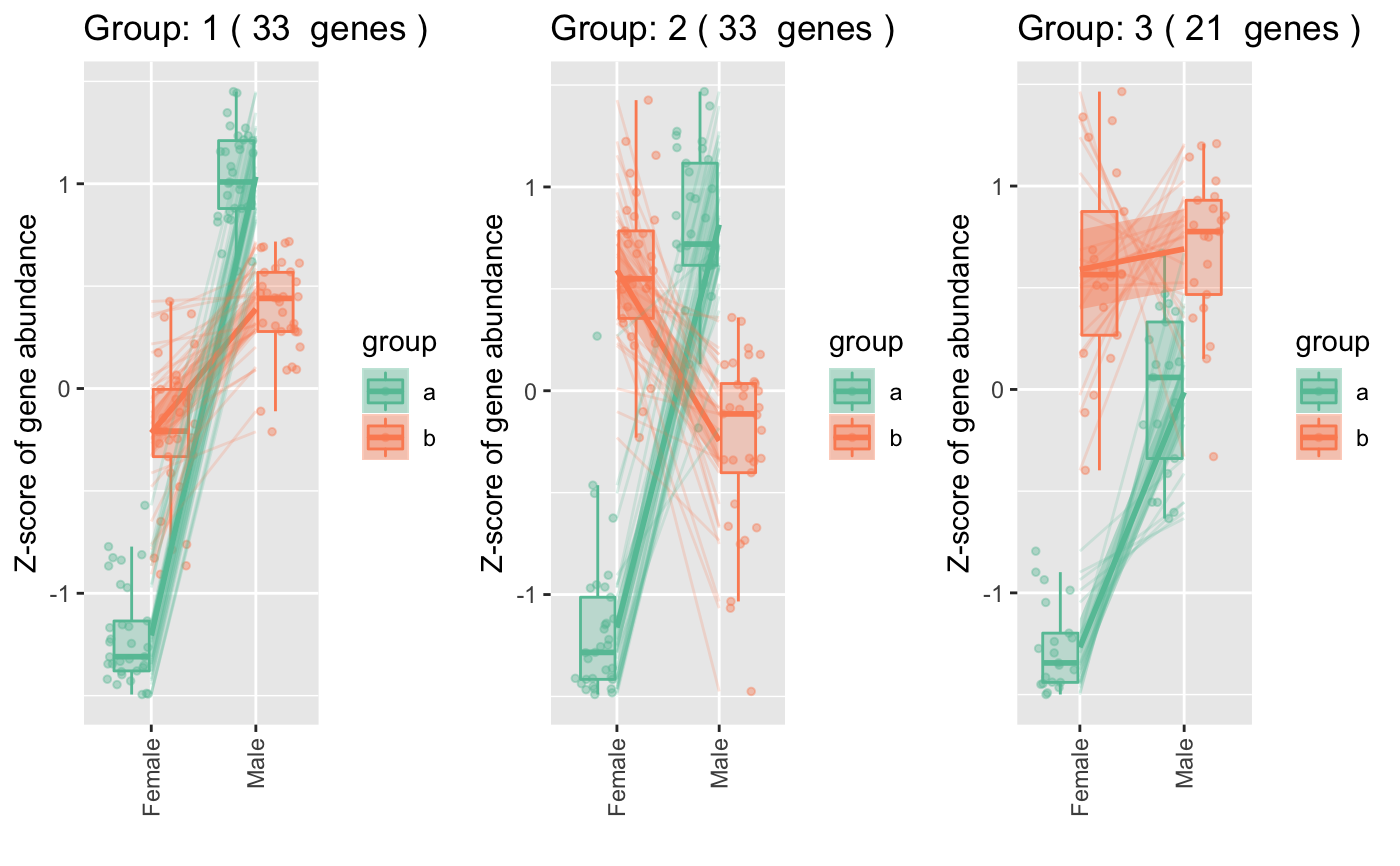 Group: 1 ( 33  genes )
Z-score of gene abundance
1
0
-1
Female
Male
group
a
b
Group: 2 ( 33  genes )
Z-score of gene abundance
1
0
-1
Female
Male
group
a
b
Group: 3 ( 21  genes )
Z-score of gene abundance
1
0
-1
Female
Male
group
a
b